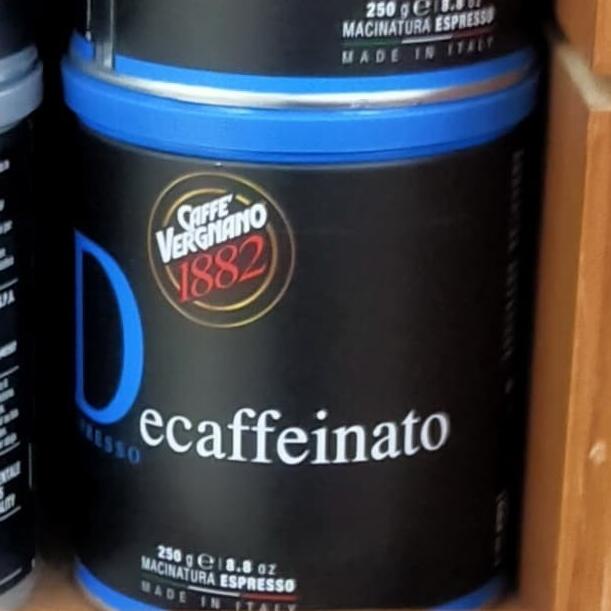 250 g e 8.8 oz
MACINATURA ESPRESSO
MADE IN ITALY
CAFFE'
VERGNANO
1882
Decaffeinato
250 g e 8.8 oz
MACINATURA ESPRESSO
MADE IN ITALY